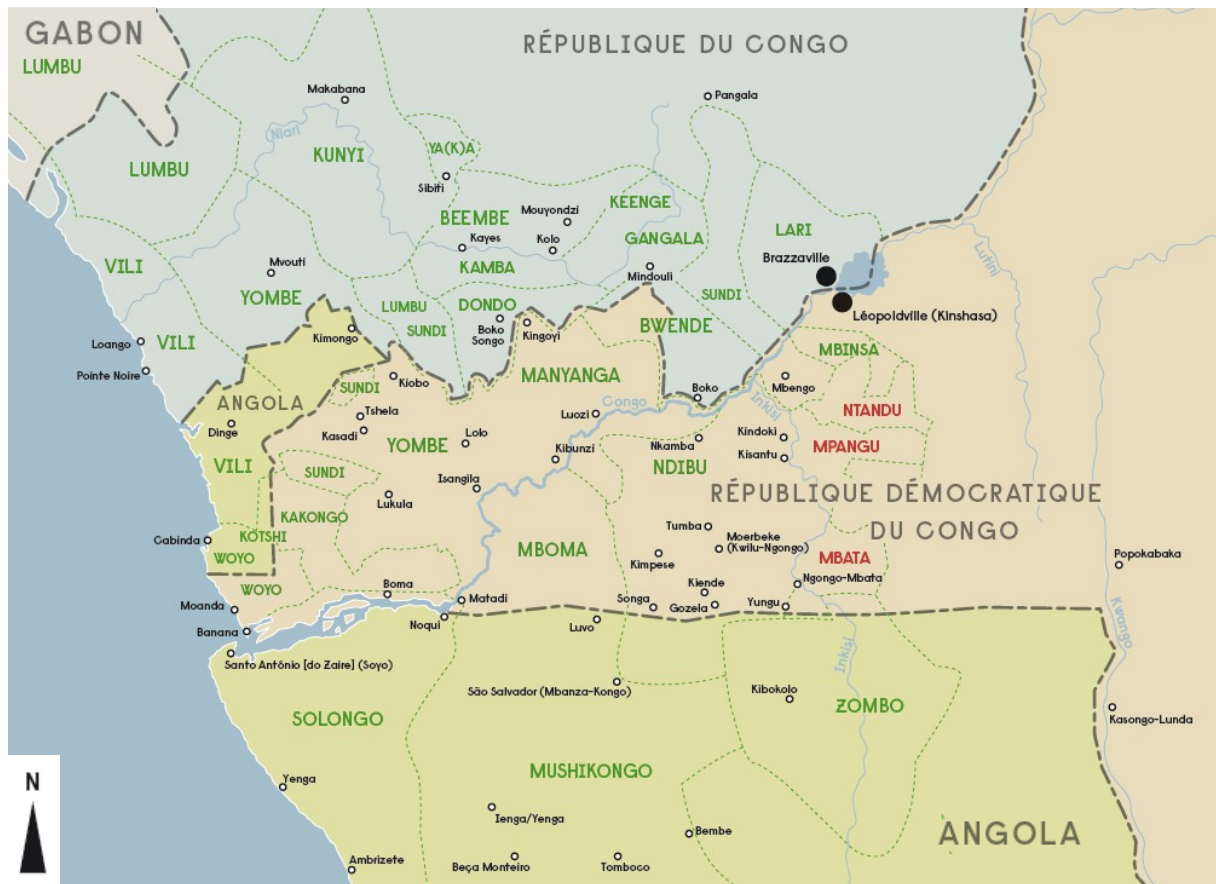 GABON
LUMBU
RÉPUBLIQUE DU CONGO
Makabana
Pangala
Niari
LUMBU
KUNYI
YA(K)A
Sibiti
KEENGE
Mouyondzi
BEEMBE
LARI
Kayes
Kolo
GANGALA
Lufini
VILI
Mvouti
KAMBA
Mindouli
Brazzaville
YOMBE
LUMBU
DONDO
SUNDI
Léopoldville (Kinshasa)
SUNDI
Boko
Songo
Kingoyi
BWENDE
Kimongo
Loango
VILI
MBINSA
Pointe Noire
SUNDI
Kiobo
MANYANGA
Mbengo
Boko
ANGOLA
Tshela
Congo
Inkisi
Luozi
NTANDU
Dinge
Kasadi
YOMBE
Lolo
Nkamba
Kindoki
MPANGU
Kibunzi
Kisantu
VILI
SUNDI
Isangila
NDIBU
Lukula
RÉPUBLIQUE DÉMOCRATIQUE
DU CONGO
KAKONGO
Tumba
Cabinda
KOTSHI
MBOMA
Moerbeke
(Kwilu-Ngongo)
WOYO
Kimpese
MBATA
Popokabaka
WOYO
Boma
Kiende
Ngongo-Mbata
Moanda
Matadi
Songa
Gozela
Yungu
Kwango
Banana
Noqui
Luvo
Inkisi
Santo António [do Zaire] (Soyo)
São Salvador (Mbanza-Kongo)
Kibokolo
ZOMBO
SOLONGO
Kasongo-Lunda
MUSHIKONGO
N
Yenga
Ienga/Yenga
Bembe
ANGOLA
Ambrizete
Beça Monteiro
Tomboco